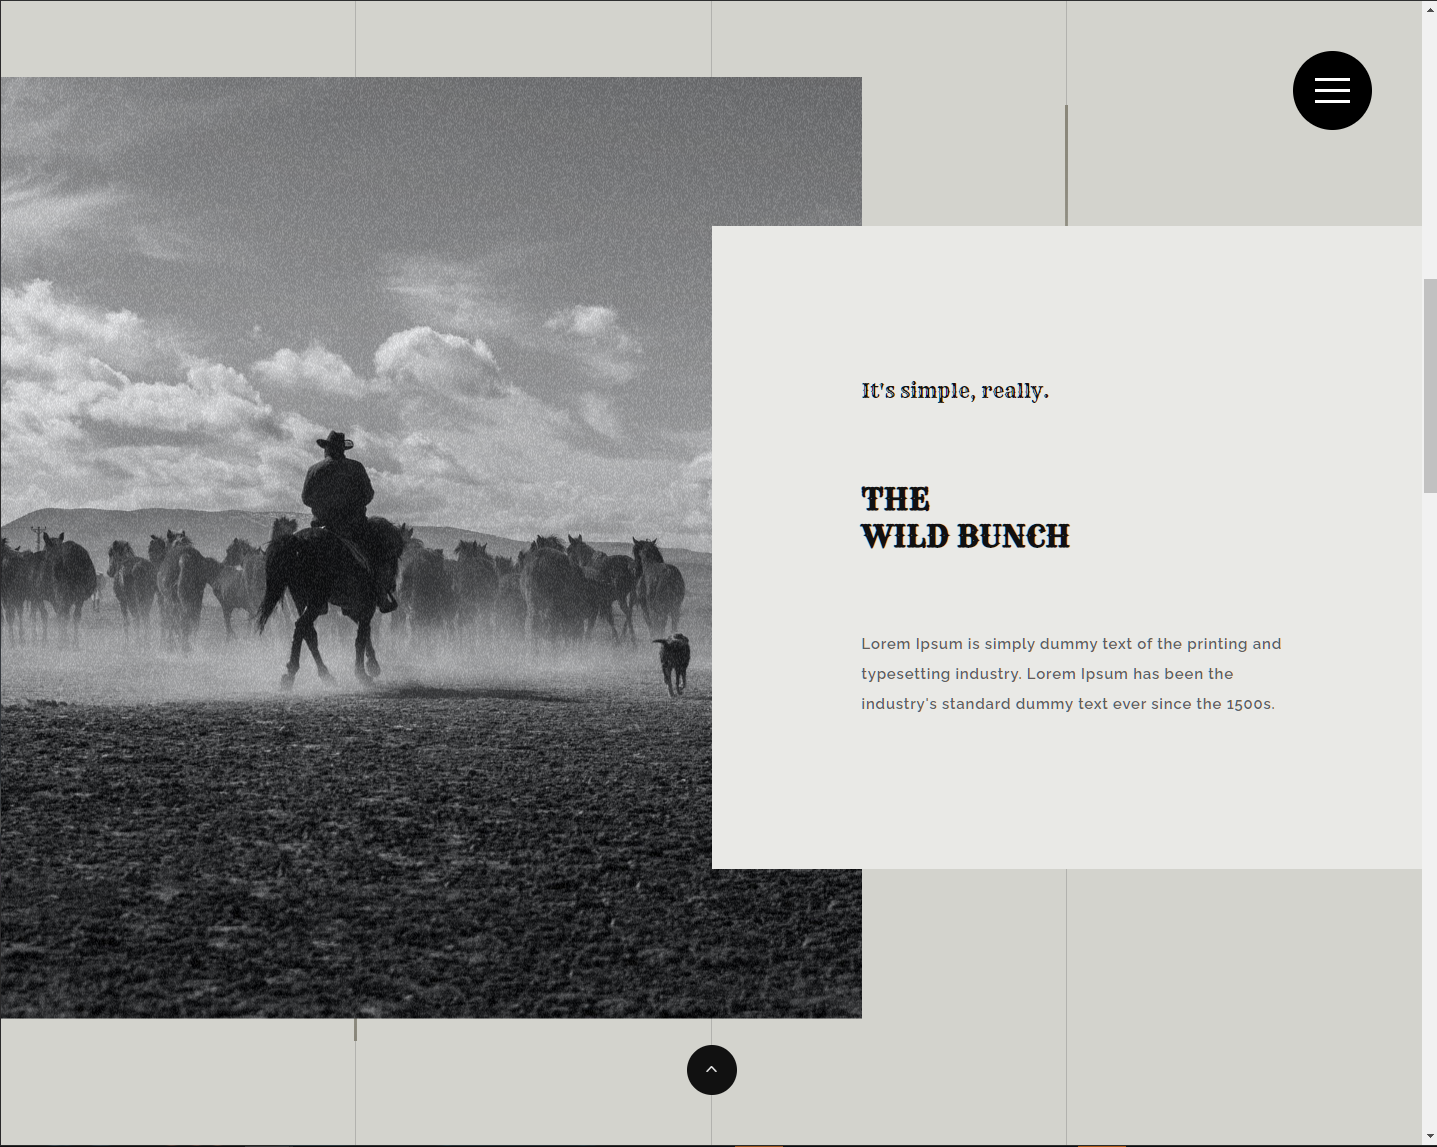 It's simple, really.
THE
WILD BUNCH
Lorem Ipsum is simply dummy text of the printing and
typesetting industry. Lorem Ipsum has been the
industry's standard dummy text ever since the 1500s.